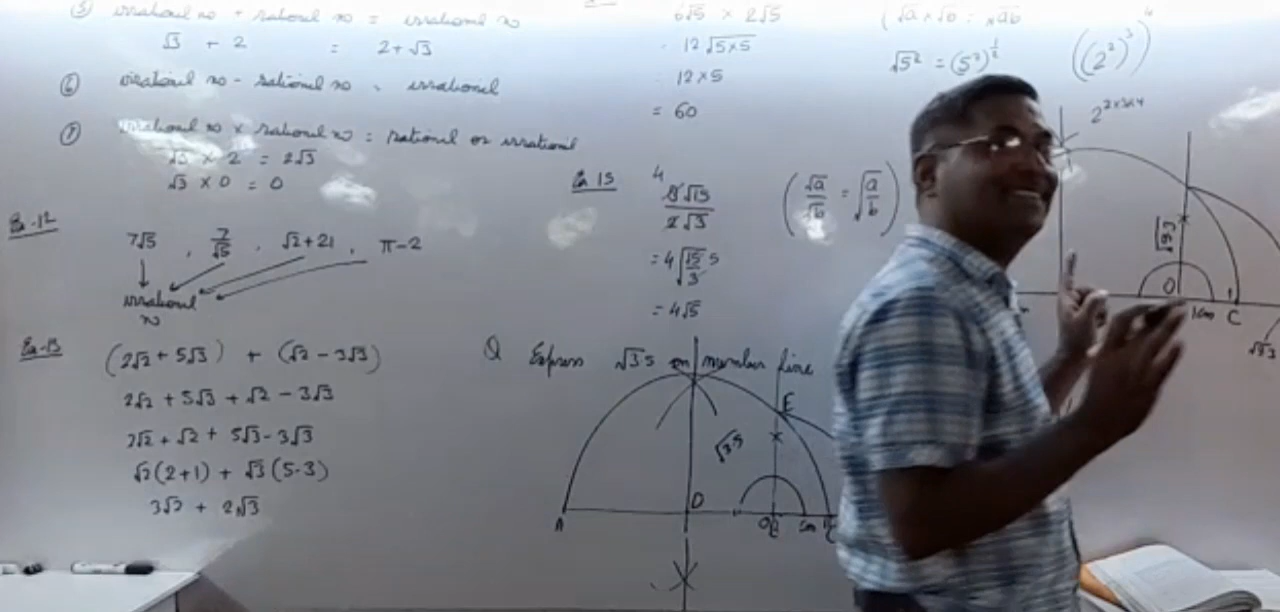 ⑤ irrational no + rational no = irrational no
√3 + 2 = 2+√3
⑥ irrational no - rational no = irrational
⑦ irrational no × rational no = rational or irrational
√3 × 2 = 2√3
√3 × 0 = 0
Ex-12
7√5 , 7/√5 , √2+21 , π-2
irrational
no
Ex-13
(2√2 + 5√3) + (√2 - 3√3)
2√2 + 5√3 + √2 - 3√3
2√2 + √2 + 5√3-3√3
√2(2+1) + √3(5-3)
3√2 + 2√3
6√5 × 2√5
12√5×5
12×5
= 60
(√a×√b = √ab
√5² = (5²)^1/2
((2²)³)⁴
2^2×3×4
Ex 15
4
8√15
2√3
= 4√15/3 5
= 4√5
(√a/√b = √a/b)
Q Express √3.5 on number line
E
√3.5
A D O B 1cm C
√9.3
O 1cm C
√9.3